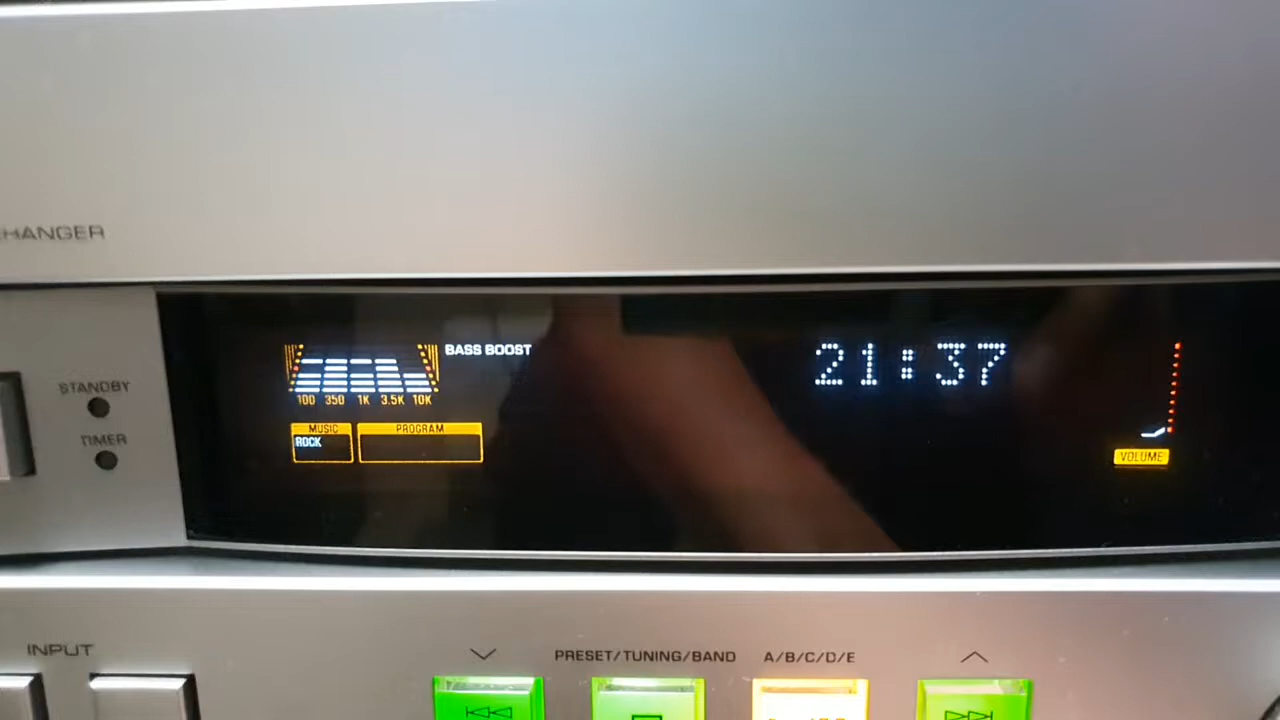 HANGER
STANDBY
TIMER
BASS BOOST
100 350 1K 3.5K 10K
MUSIC
ROCK
PROGRAM
21:37
VOLUME
INPUT
PRESET/TUNING/BAND
A/B/C/D/E